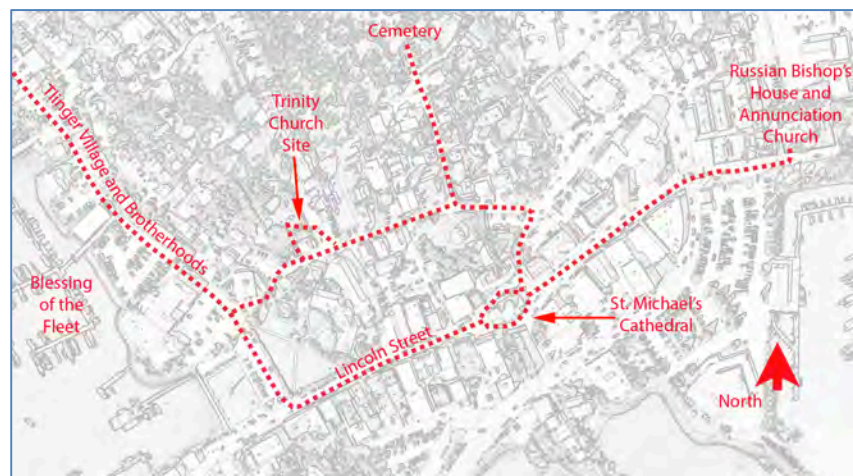 Cemetery
Russian Bishop's
House and
Annunciation
Church
Trinity
Church
Site
Tlinger Village and Brotherhoods
Blessing
of the
Fleet
St. Michael's
Cathedral
Lincoln Street
North